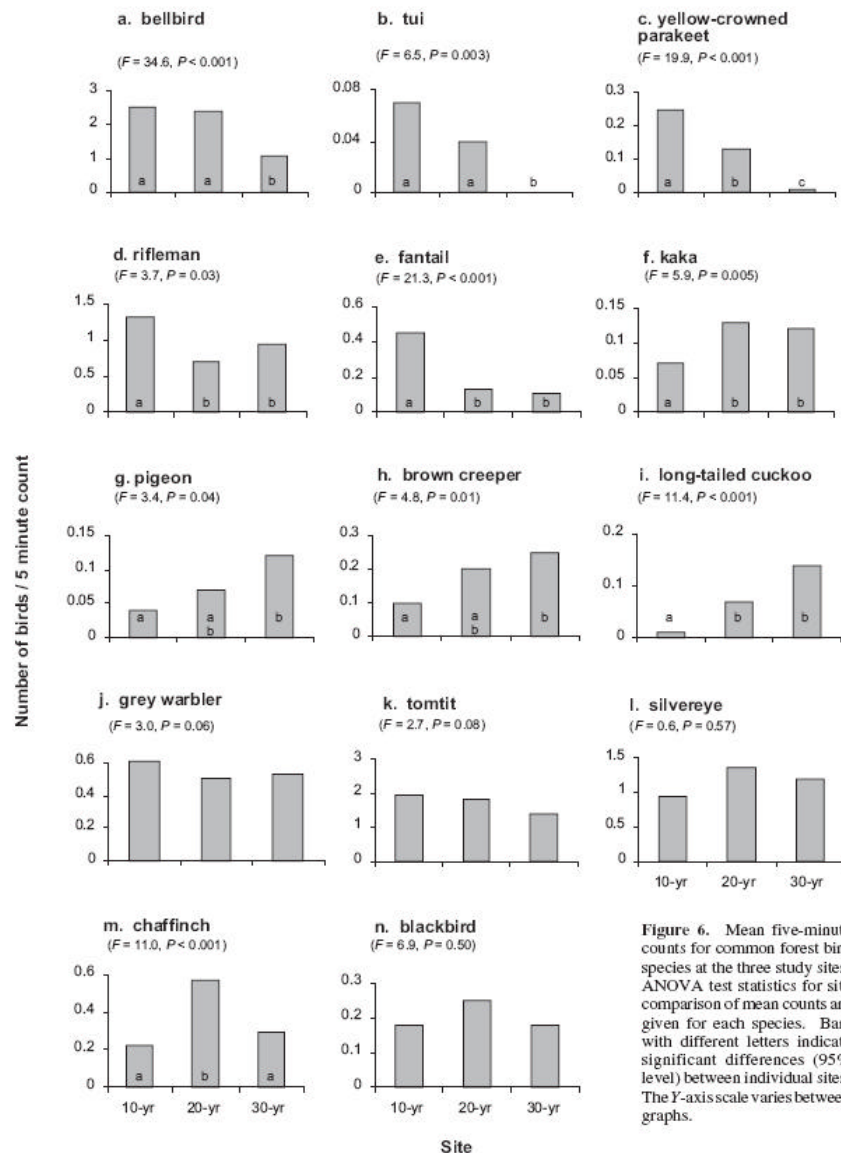 a. bellbird
(F = 34.6, P < 0.001)
3
2
1
0
a
a
b
b. tui
(F = 6.5, P = 0.003)
0.08
0.04
0
a
a
b
c. yellow-crowned
parakeet
(F = 19.9, P < 0.001)
0.3
0.2
0.1
0
a
b
c
d. rifleman
(F = 3.7, P = 0.03)
1.5
1
0.5
0
a
b
b
e. fantail
(F = 21.3, P < 0.001)
0.6
0.4
0.2
0
a
b
b
f. kaka
(F = 5.9, P = 0.005)
0.15
0.1
0.05
0
a
b
b
Number of birds / 5 minute count
g. pigeon
(F = 3.4, P = 0.04)
0.15
0.1
0.05
0
a
a
b
b
h. brown creeper
(F = 4.8, P = 0.01)
0.3
0.2
0.1
0
a
a
b
b
i. long-tailed cuckoo
(F = 11.4, P < 0.001)
0.2
0.1
0
a
b
b
j. grey warbler
(F = 3.0, P = 0.06)
0.6
0.4
0.2
0
k. tomtit
(F = 2.7, P = 0.08)
3
2
1
0
l. silvereye
(F = 0.6, P = 0.57)
1.5
1
0.5
0
10-yr 20-yr 30-yr
m. chaffinch
(F = 11.0, P < 0.001)
0.6
0.4
0.2
0
a
b
a
10-yr 20-yr 30-yr
n. blackbird
(F = 6.9, P = 0.50)
0.3
0.2
0.1
0
10-yr 20-yr 30-yr
Site
Figure 6. Mean five-minut
counts for common forest bir
species at the three study site
ANOVA test statistics for sit
comparison of mean counts ar
given for each species. Bar
with different letters indicat
significant differences (95%
level) between individual site
The Y-axis scale varies betwee
graphs.